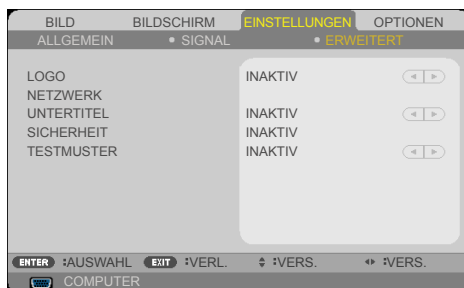 BILD BILDSCHIRM EINSTELLUNGEN OPTIONEN
ALLGEMEIN • SIGNAL • ERWEITERT
LOGO INAKTIV
NETZWERK
UNTERTITEL INAKTIV
SICHERHEIT INAKTIV
TESTMUSTER INAKTIV
ENTER :AUSWAHL EXIT :VERL. :VERS. :VERS.
COMPUTER